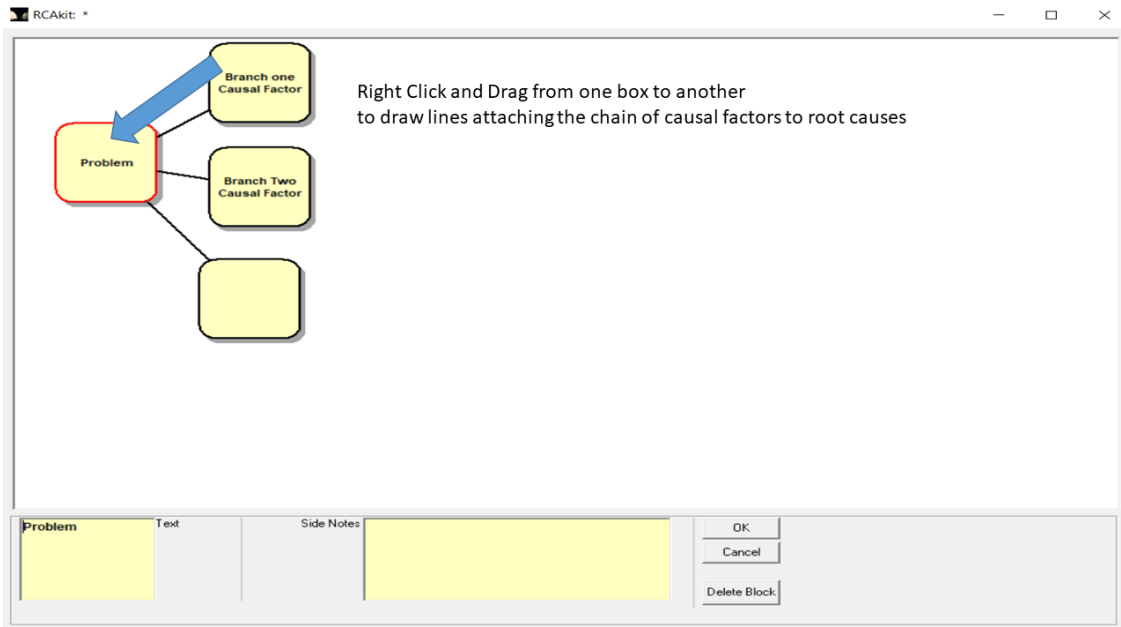 RCAkit: *
Branch one
Causal Factor
Right Click and Drag from one box to another
to draw lines attaching the chain of causal factors to root causes
Problem
Branch Two
Causal Factor
Problem
Text
Side Notes
OK
Cancel
Delete Block